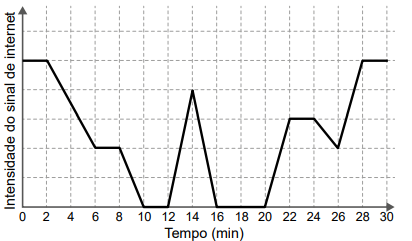 Intensidade do sinal de internet
0 2 4 6 8 10 12 14 16 18 20 22 24 26 28 30
Tempo (min)